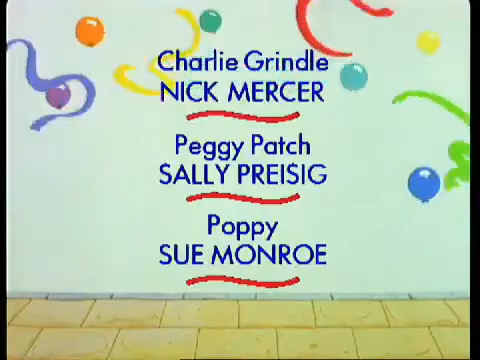 Charlie Grindle
NICK MERCER
Peggy Patch
SALLY PREISIG
Poppy
SUE MONROE